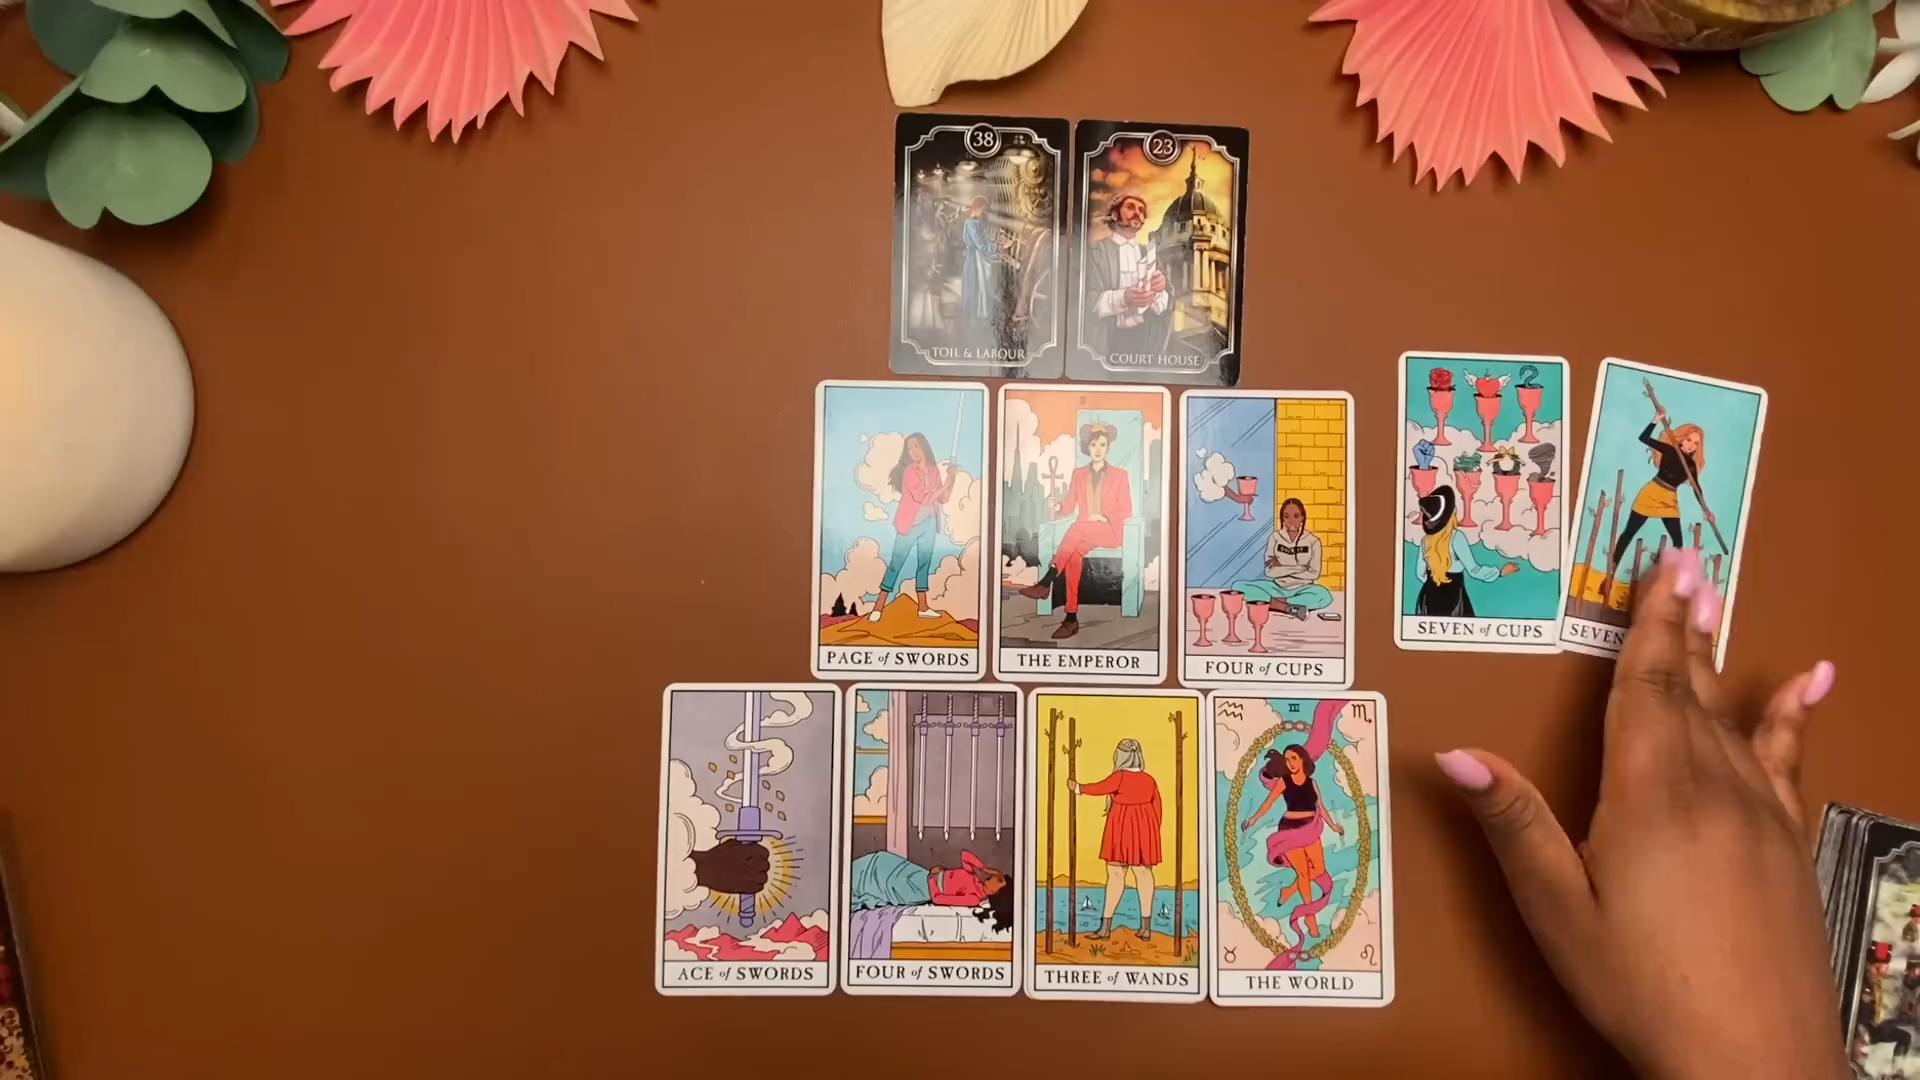 38
23
TOIL & LABOUR
COURT HOUSE
PAGE of SWORDS
THE EMPEROR
FOUR of CUPS
SEVEN of CUPS
SEVEN
ACE of SWORDS
FOUR of SWORDS
THREE of WANDS
THE WORLD